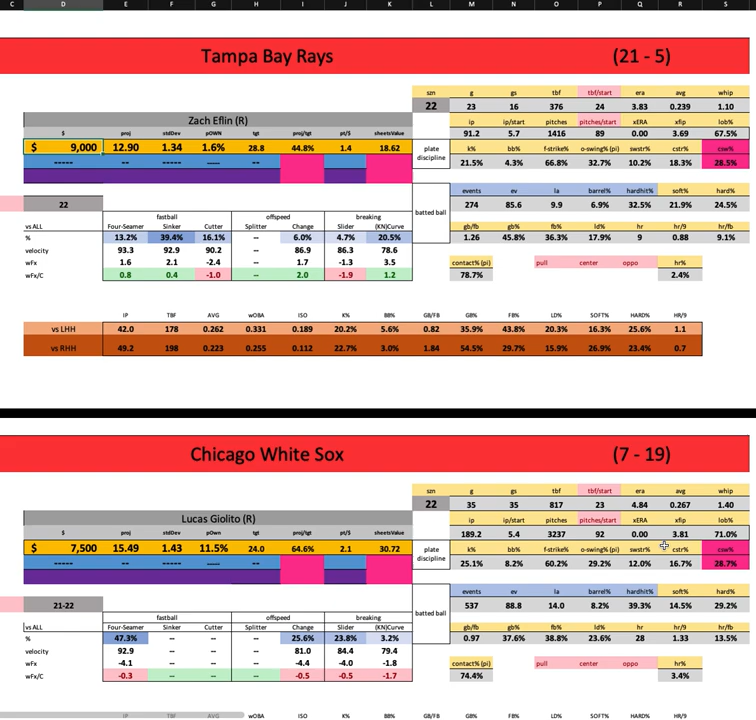 C D E F G H I J K L M N O P Q R S
Tampa Bay Rays (21 - 5)
szn g gs tbf tbf/start era avg whip
22 23 16 376 24 3.83 0.239 1.10
Zach Eflin (R) ip ip/start pitches pitches/start xERA xfip lob%
91.2 5.7 1416 89 0.00 3.69 67.5%
$ proj stdDev pOWN tgt proj/tgt pt/$ sheetsValue
$ 9,000 12.90 1.34 1.6% 28.8 44.8% 1.4 18.62
plate discipline k% bb% f-strike% o-swing% (pi) swstr% cstr% csw%
----- -- ---- -- 21.5% 4.3% 66.8% 32.7% 10.2% 18.3% 28.5%
events ev la barrel% hardhit% soft% hard%
22 batted ball 274 85.6 9.9 6.9% 32.5% 21.9% 24.5%
fastball offspeed breaking
vs ALL Four-Seamer Sinker Cutter Splitter Change Slider (KN)Curve gb/fb gb% fb% ld% hr hr/9 hr/fb
% 13.2% 39.4% 16.1% -- 6.0% 4.7% 20.5% 1.26 45.8% 36.3% 17.9% 9 0.88 9.1%
velocity 93.3 92.9 90.2 -- 86.9 86.3 78.6
wFx 1.6 2.1 -2.4 -- 1.7 -1.3 3.5 contact% (pi) pull center oppo hr%
wFx/C 0.8 0.4 -1.0 -- 2.0 -1.9 1.2 78.7% 2.4%
IP TBF AVG wOBA ISO K% BB% GB/FB GB% FB% LD% SOFT% HARD% HR/9
vs LHH 42.0 178 0.262 0.331 0.189 20.2% 5.6% 0.82 35.9% 43.8% 20.3% 16.3% 25.6% 1.1
vs RHH 49.2 198 0.223 0.255 0.112 22.7% 3.0% 1.84 54.5% 29.7% 15.9% 26.9% 23.4% 0.7
Chicago White Sox (7 - 19)
szn g gs tbf tbf/start era avg whip
22 35 35 817 23 4.84 0.267 1.40
Lucas Giolito (R) ip ip/start pitches pitches/start xERA xfip lob%
189.2 5.4 3237 92 0.00 3.81 71.0%
$ proj stdDev pOwn tgt proj/tgt pt/$ sheetsValue
$ 7,500 15.49 1.43 11.5% 24.0 64.6% 2.1 30.72
plate discipline k% bb% f-strike% o-swing% (pi) swstr% cstr% csw%
----- -- ---- -- 25.1% 8.2% 60.2% 29.2% 12.0% 16.7% 28.7%
events ev la barrel% hardhit% soft% hard%
21-22 batted ball 537 88.8 14.0 8.2% 39.3% 14.5% 29.2%
fastball offspeed breaking
vs ALL Four-Seamer Sinker Cutter Splitter Change Slider (KN)Curve gb/fb gb% fb% ld% hr hr/9 hr/fb
% 47.3% -- -- -- 25.6% 23.8% 3.2% 0.97 37.6% 38.8% 23.6% 28 1.33 13.5%
velocity 92.9 -- -- -- 81.0 84.4 79.4
wFx -4.1 -- -- -- -4.4 -4.0 -1.8 contact% (pi) pull center oppo hr%
wFx/C -0.3 -- -- -- -0.5 -0.5 -1.7 74.4% 3.4%
IP TBF AVG wOBA ISO K% BB% GB/FB GB% FB% LD% SOFT% HARD% HR/9